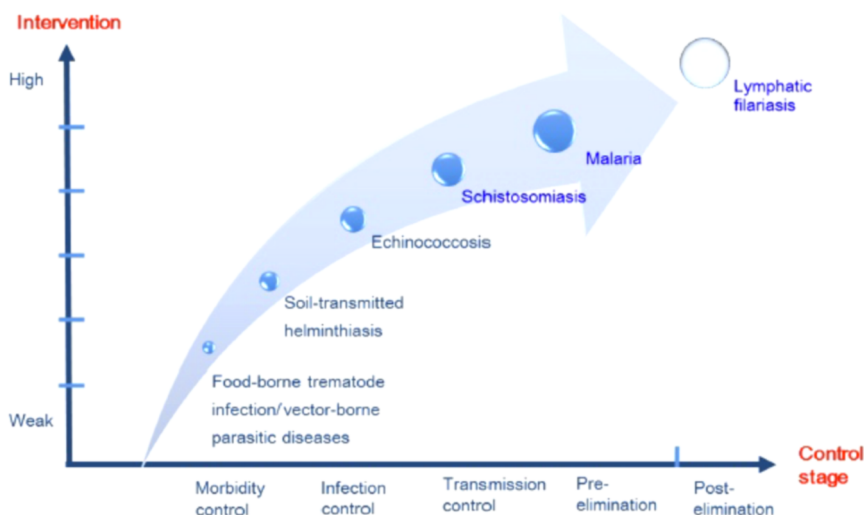 Intervention
High
Lymphatic
filariasis
Malaria
Schistosomiasis
Echinococcosis
Soil-transmitted
helminthiasis
Food-borne trematode
infection/vector-borne
parasitic diseases
Weak
Control
stage
Morbidity
control
Infection
control
Transmission
control
Pre-
elimination
Post-
elimination